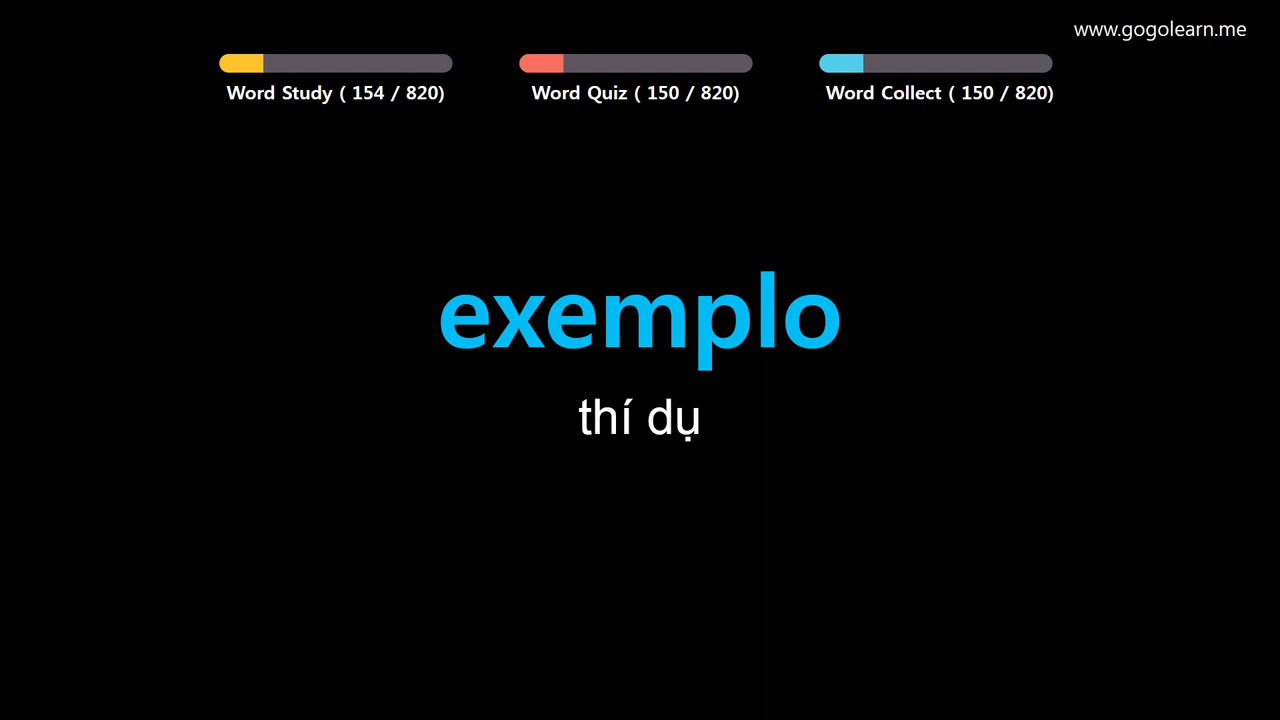 www.gogolearn.me
Word Study ( 154 / 820)
Word Quiz ( 150 / 820)
Word Collect ( 150 / 820)
exemplo
thí dụ